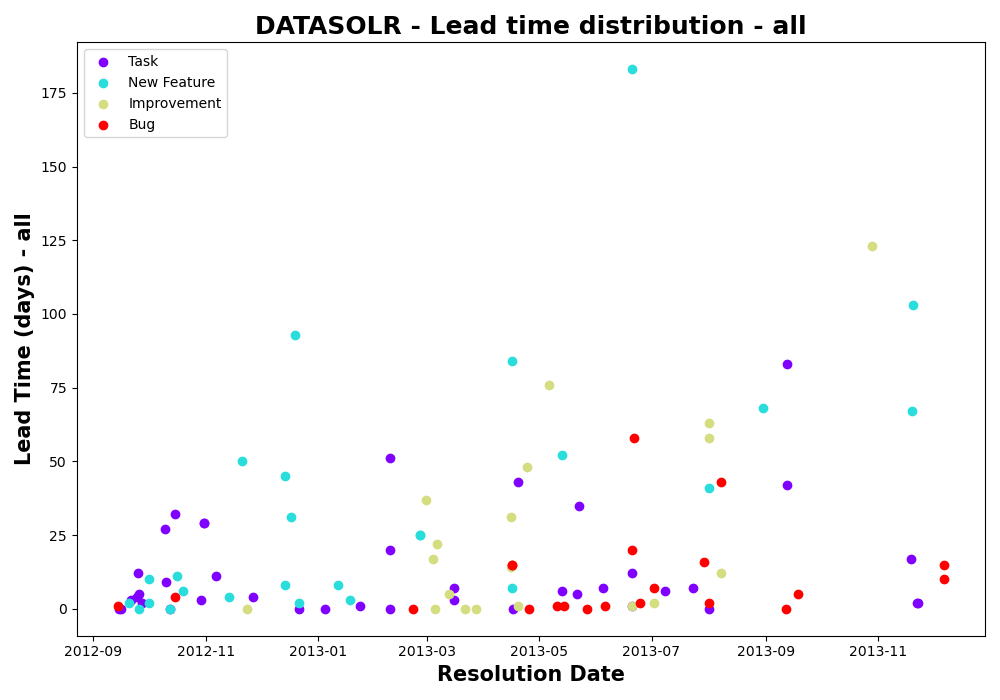 DATASOLR - Lead time distribution - all
Task
New Feature
Improvement
Bug
Lead Time (days) - all
175
150
125
100
75
50
25
0
2012-09 2012-11 2013-01 2013-03 2013-05 2013-07 2013-09 2013-11
Resolution Date